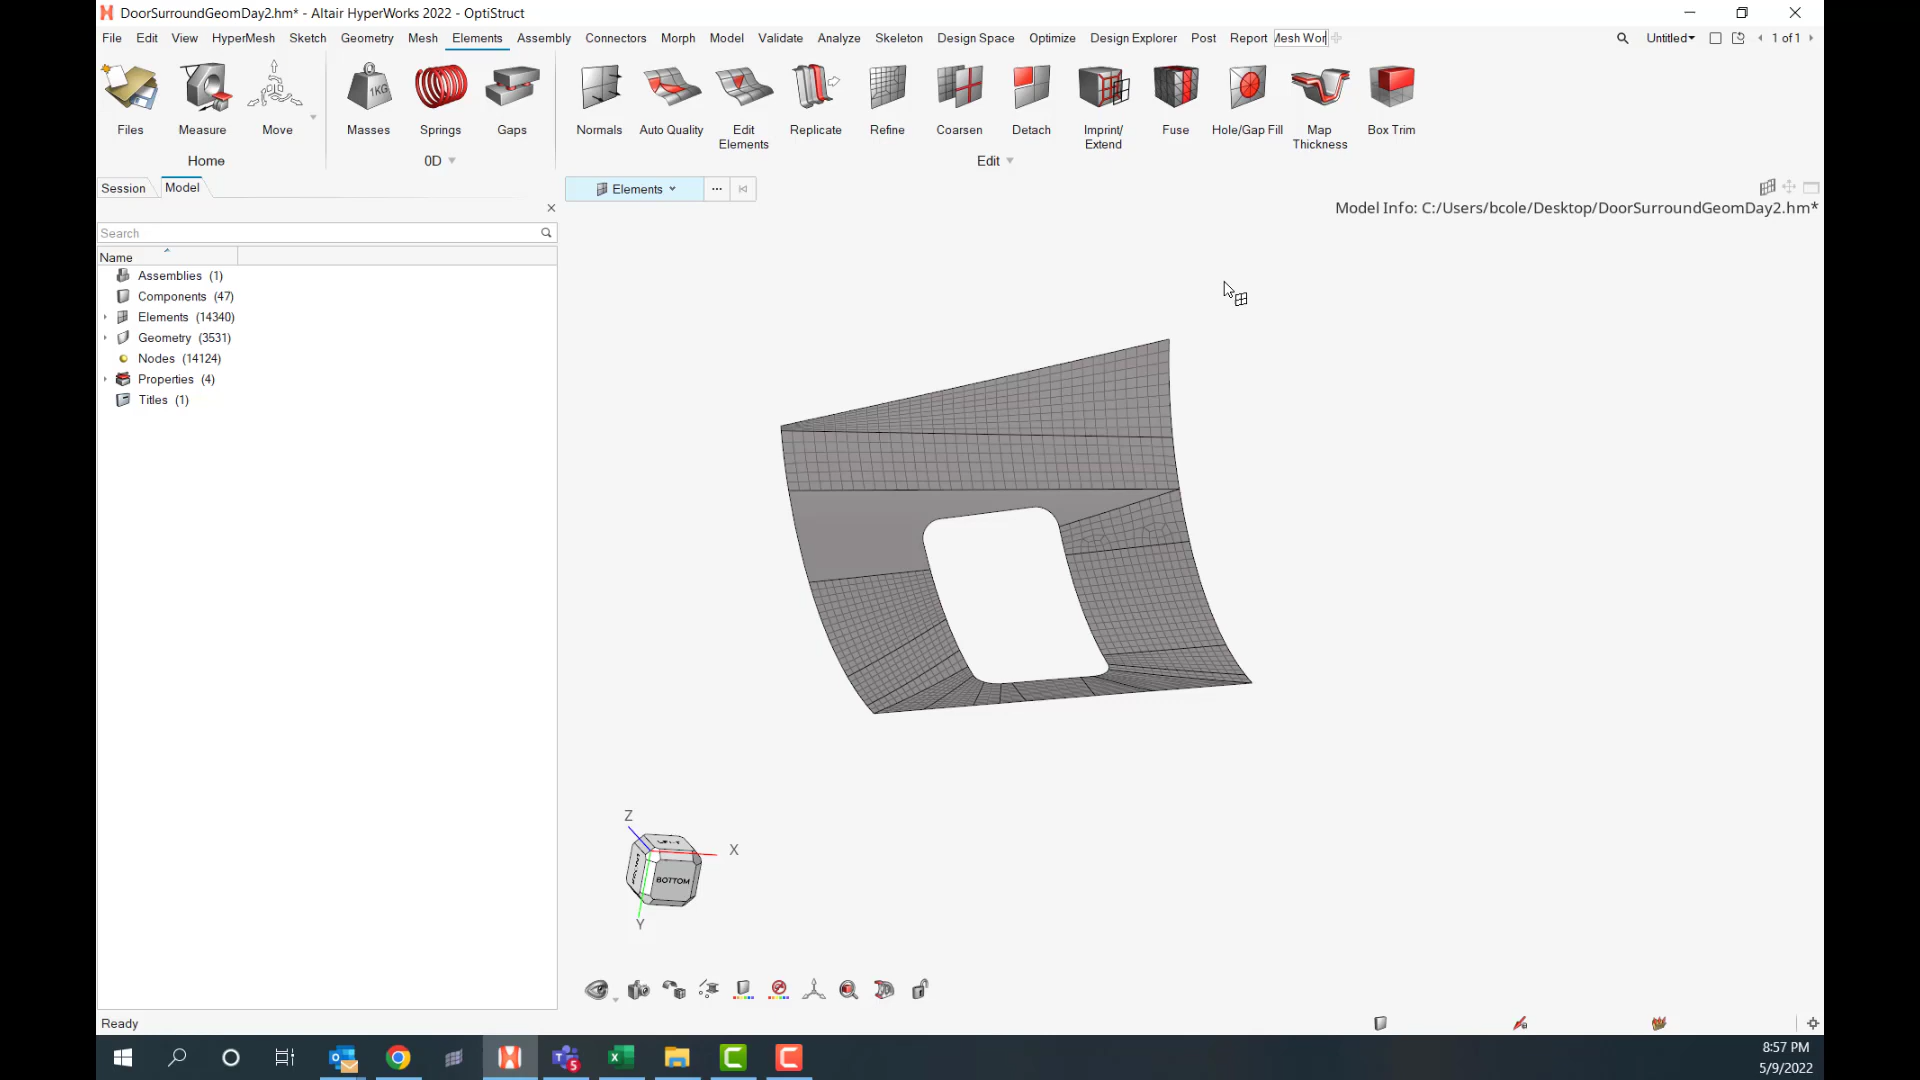 DoorSurroundGeomDay2.hm* - Altair HyperWorks 2022 - OptiStruct
File Edit View HyperMesh Sketch Geometry Mesh Elements Assembly Connectors Morph Model Validate Analyze Skeleton Design Space Optimize Design Explorer Post Report Mesh Wor Untitled 1 of 1
1KG
Files Measure Move Masses Springs Gaps Normals Auto Quality Edit Elements Replicate Refine Coarsen Detach Imprint/ Extend Fuse Hole/Gap Fill Map Thickness Box Trim
Home 0D Edit
Session Model Elements ...
Model Info: C:/Users/bcole/Desktop/DoorSurroundGeomDay2.hm*
Search
Name
Assemblies (1)
Components (47)
Elements (14340)
Geometry (3531)
Nodes (14124)
Properties (4)
Titles (1)
Z
X
BOTTOM
Y
Ready
5
8:57 PM
5/9/2022